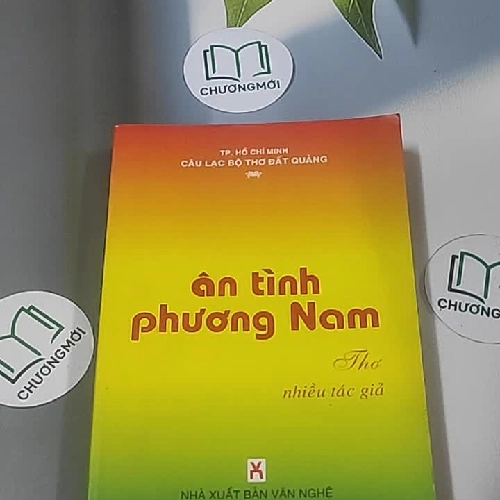 CHƯƠNGMỚI
TP. HỒ CHÍ MINH
CÂU LẠC BỘ THƠ ĐẤT QUẢNG
ân tình
phương Nam
Thơ
nhiều tác giả
CHƯƠNGMỚI
CHƯƠNGMỚI
NHÀ XUẤT BẢN VĂN NGHỆ